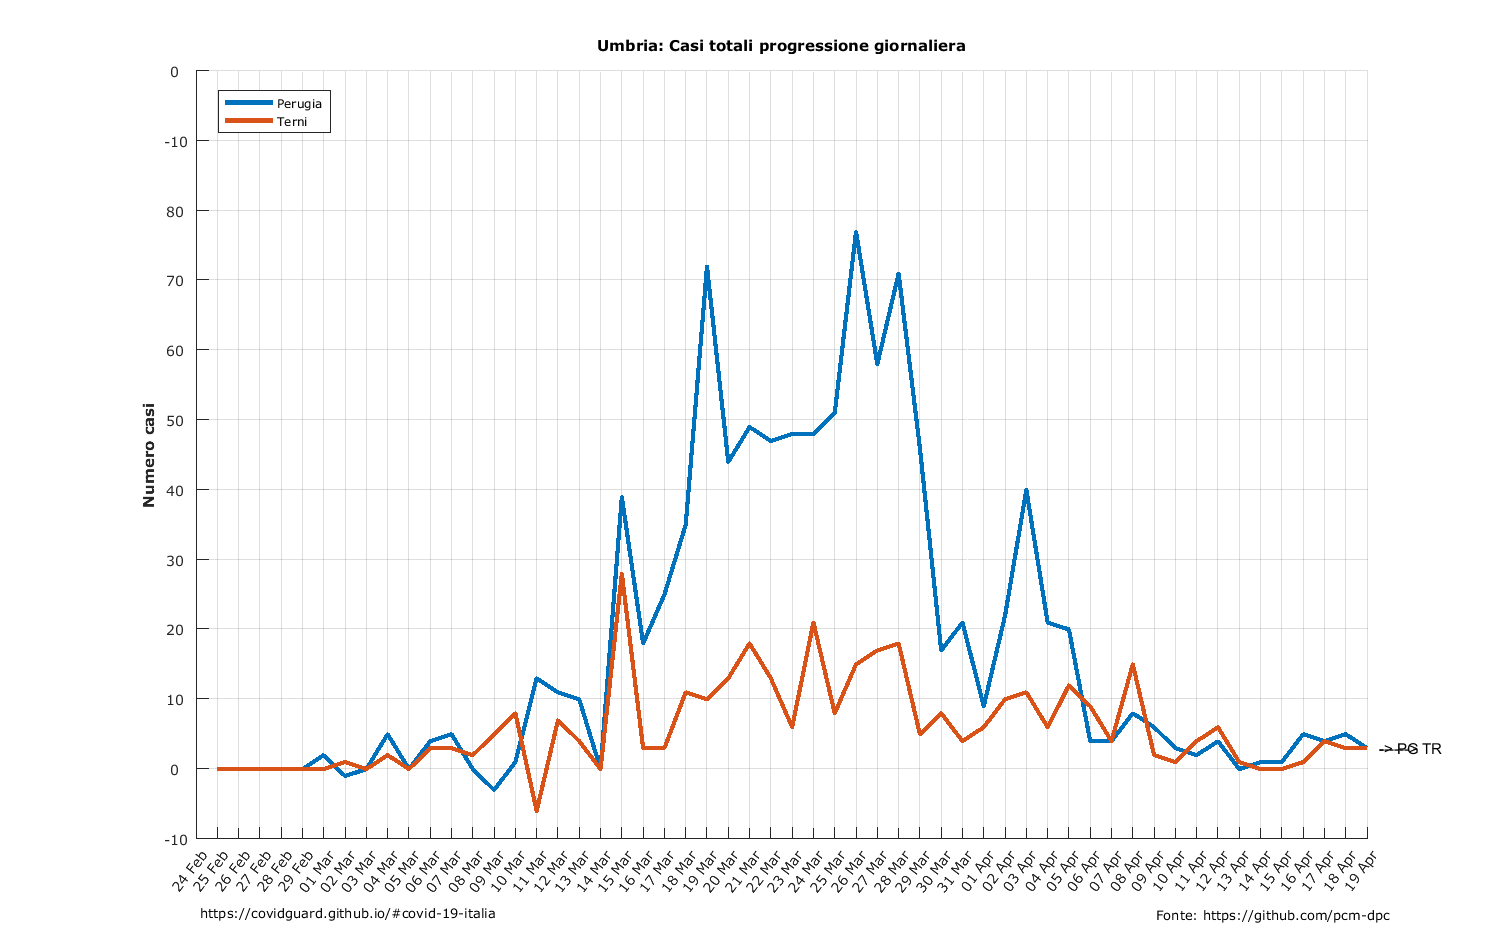 Umbria: Casi totali progressione giornaliera
0
-10
80
70
60
50
40
30
20
10
0
-10
Numero casi
Perugia
Terni
-> PG
TR
24 Feb
25 Feb
26 Feb
27 Feb
28 Feb
29 Feb
01 Mar
02 Mar
03 Mar
04 Mar
05 Mar
06 Mar
07 Mar
08 Mar
09 Mar
10 Mar
11 Mar
12 Mar
13 Mar
14 Mar
15 Mar
16 Mar
17 Mar
18 Mar
19 Mar
20 Mar
21 Mar
22 Mar
23 Mar
24 Mar
25 Mar
26 Mar
27 Mar
28 Mar
29 Mar
30 Mar
31 Mar
01 Apr
02 Apr
03 Apr
04 Apr
05 Apr
06 Apr
07 Apr
08 Apr
09 Apr
10 Apr
11 Apr
12 Apr
13 Apr
14 Apr
15 Apr
16 Apr
17 Apr
18 Apr
19 Apr
https://covidguard.github.io/#covid-19-italia
Fonte: https://github.com/pcm-dpc